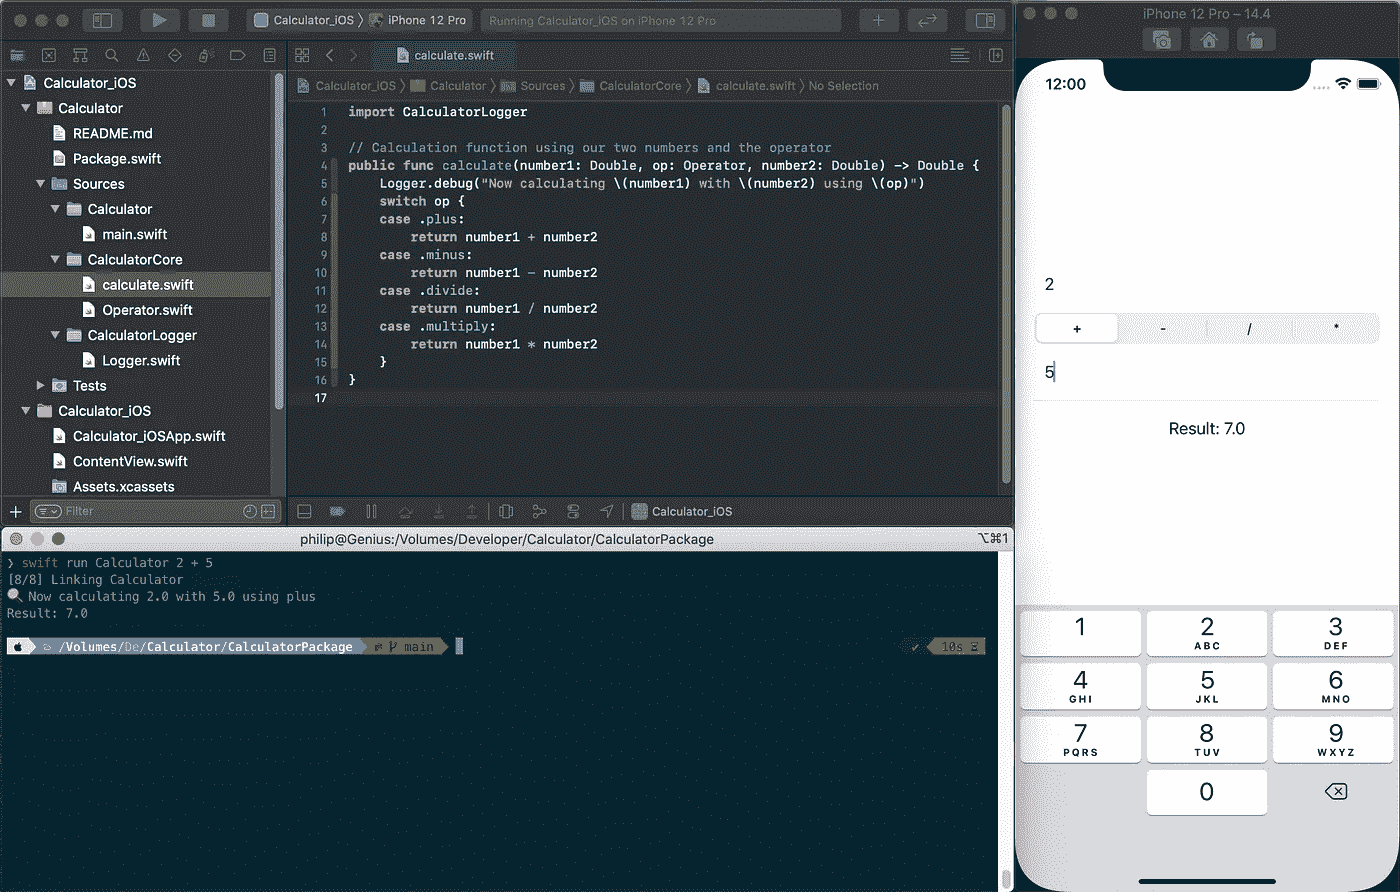 Calculator_iOS 〉 iPhone 12 Pro
Running Calculator_iOS on iPhone 12 Pro
calculate.swift
Calculator_iOS 〉 Calculator 〉 Sources 〉 CalculatorCore 〉 calculate.swift 〉 No Selection
Calculator_iOS
Calculator
README.md
Package.swift
Sources
Calculator
main.swift
CalculatorCore
calculate.swift
Operator.swift
CalculatorLogger
Logger.swift
Tests
Calculator_iOS
Calculator_iOSApp.swift
ContentView.swift
Assets.xcassets
Filter
1 import CalculatorLogger
2
3 // Calculation function using our two numbers and the operator
4 public func calculate(number1: Double, op: Operator, number2: Double) -> Double {
5     Logger.debug("Now calculating \(number1) with \(number2) using \(op)")
6     switch op {
7     case .plus:
8         return number1 + number2
9     case .minus:
10         return number1 - number2
11     case .divide:
12         return number1 / number2
13     case .multiply:
14         return number1 * number2
15     }
16 }
17
Calculator_iOS
philip@Genius:/Volumes/Developer/Calculator/CalculatorPackage
⌥⌘1
❯ swift run Calculator 2 + 5
[8/8] Linking Calculator
🔍 Now calculating 2.0 with 5.0 using plus
Result: 7.0
/Volumes/De/Calculator/CalculatorPackage main ✓ 10s
iPhone 12 Pro – 14.4
12:00
2
+ - / *
5
Result: 7.0
1 2 3
ABC DEF
4 5 6
GHI JKL MNO
7 8 9
PQRS TUV WXYZ
0